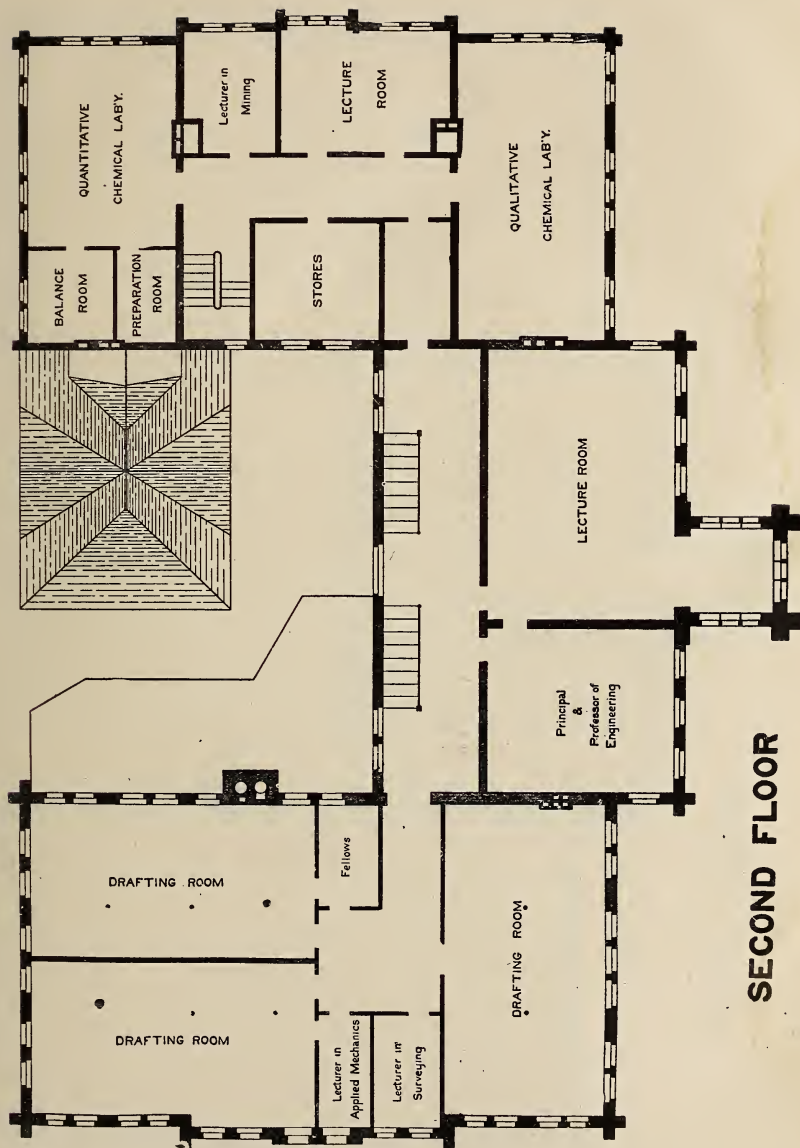 QUANTITATIVE
CHEMICAL LAB'Y.
Lecturer in
Mining
LECTURE
ROOM
QUALITATIVE
CHEMICAL LAB'Y.
BALANCE
ROOM
PREPARATION
ROOM
STORES
LECTURE ROOM
Principal
&
Professor of
Engineering
DRAFTING ROOM
Fellows
DRAFTING ROOM
Lecturer in
Applied Mechanics
Lecturer in
Surveying
DRAFTING ROOM
SECOND FLOOR